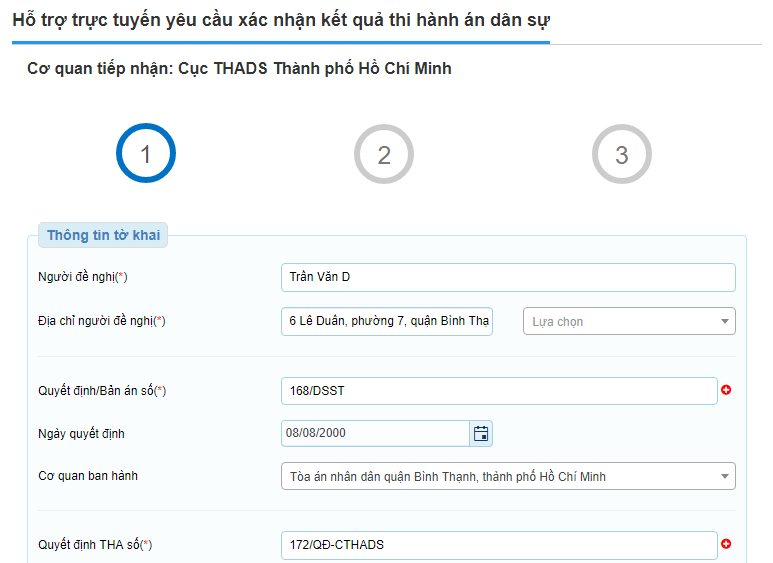 Hỗ trợ trực tuyến yêu cầu xác nhận kết quả thi hành án dân sự
Cơ quan tiếp nhận: Cục THADS Thành phố Hồ Chí Minh
1 2 3
Thông tin tờ khai
Người đề nghị(*) Trần Văn D
Địa chỉ người đề nghị(*) 6 Lê Duẩn, phường 7, quận Bình Thạ Lựa chọn
Quyết định/Bản án số(*) 168/DSST
Ngày quyết định 08/08/2000
Cơ quan ban hành Tòa án nhân dân quận Bình Thạnh, thành phố Hồ Chí Minh
Quyết định THA số(*) 172/QĐ-CTHADS